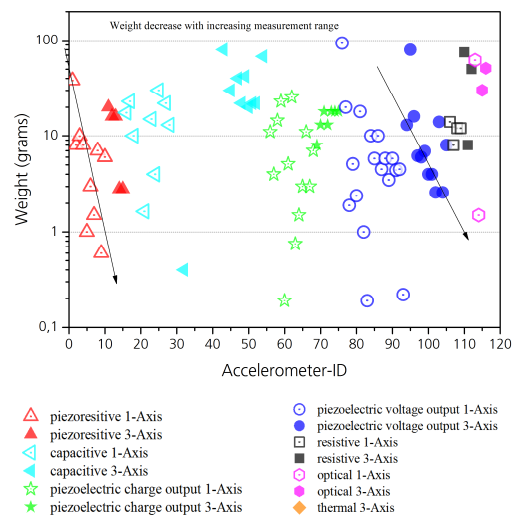 Weight decrease with increasing measurement range
100
10
1
0,1
Weight (grams)
0 10 20 30 40 50 60 70 80 90 100 110 120
Accelerometer-ID
piezoresitive 1-Axis
piezoresitive 3-Axis
capacitive 1-Axis
capacitive 3-Axis
piezoelectric charge output 1-Axis
piezoelectric charge output 3-Axis
piezoelectric voltage output 1-Axis
piezoelectric voltage output 3-Axis
resistive 1-Axis
resistive 3-Axis
optical 1-Axis
optical 3-Axis
thermal 3-Axis